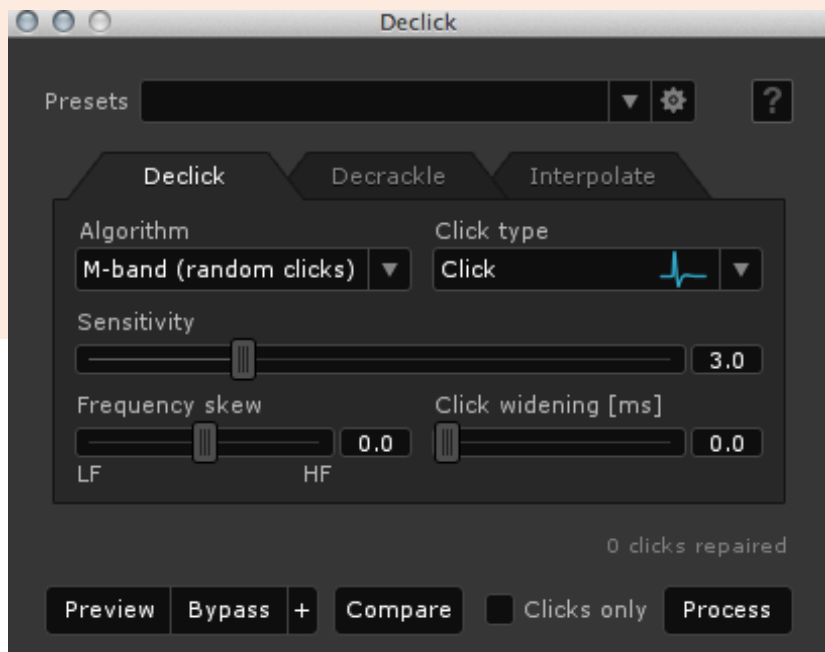 Declick
Presets
?
Declick Decrackle Interpolate
Algorithm Click type
M-band (random clicks) Click
Sensitivity
3.0
Frequency skew Click widening [ms]
0.0 0.0
LF HF
0 clicks repaired
Preview Bypass + Compare Clicks only Process